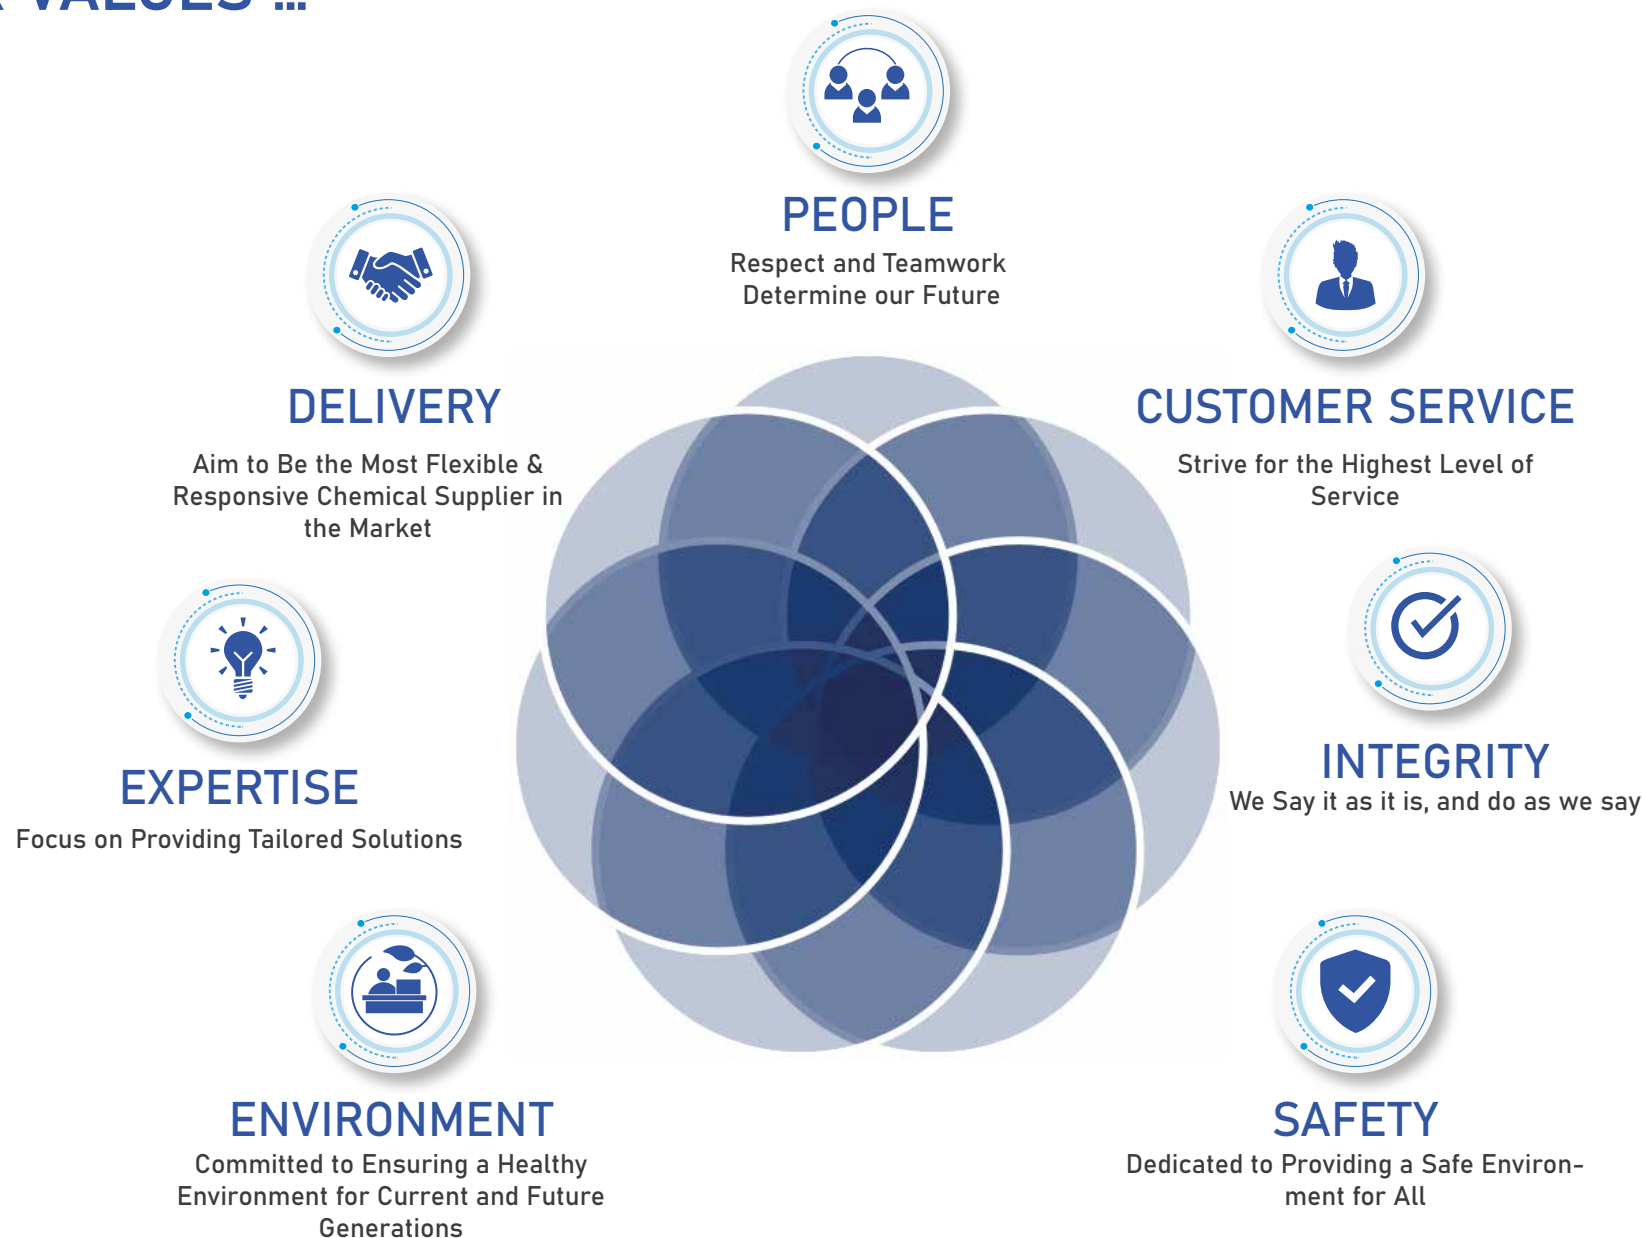 VALUES ...
PEOPLE
Respect and Teamwork
Determine our Future
DELIVERY
Aim to Be the Most Flexible &
Responsive Chemical Supplier in
the Market
CUSTOMER SERVICE
Strive for the Highest Level of
Service
EXPERTISE
Focus on Providing Tailored Solutions
INTEGRITY
We Say it as it is, and do as we say
ENVIRONMENT
Committed to Ensuring a Healthy
Environment for Current and Future
Generations
SAFETY
Dedicated to Providing a Safe Environ-
ment for All